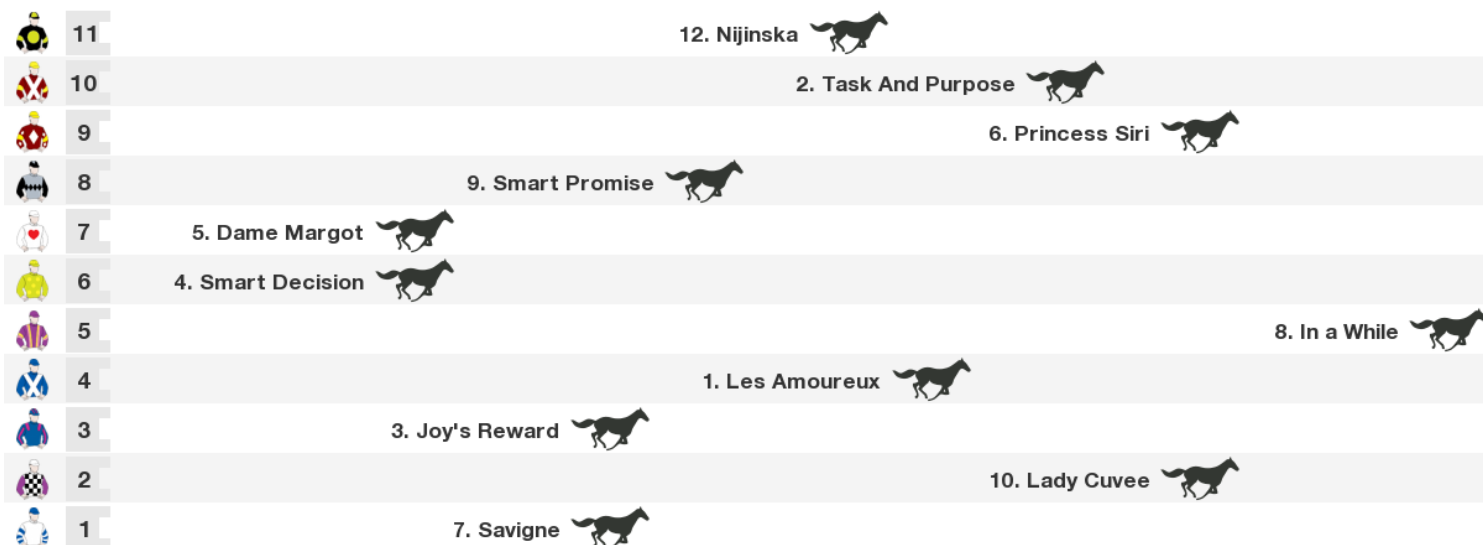 11 12. Nijinska
10 2. Task And Purpose
9 6. Princess Siri
8 9. Smart Promise
7 5. Dame Margot
6 4. Smart Decision
5 8. In a While
4 1. Les Amoureux
3 3. Joy's Reward
2 10. Lady Cuvee
1 7. Savigne